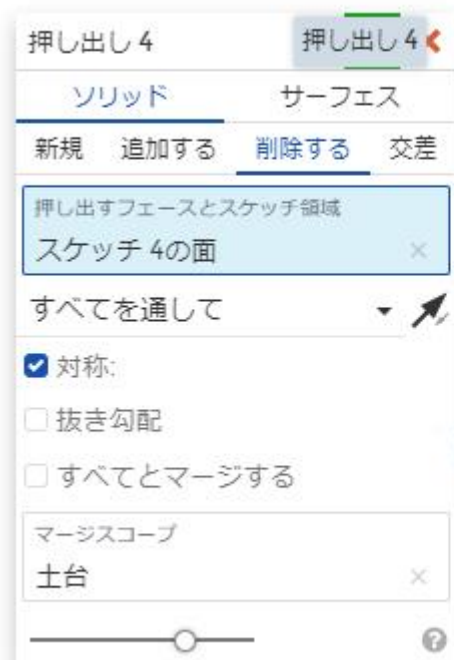 押し出し 4 押し出し 4
ソリッド サーフェス
新規 追加する 削除する 交差
押し出すフェースとスケッチ領域
スケッチ 4の面
すべてを通して
対称:
抜き勾配
すべてとマージする
マージスコープ
土台